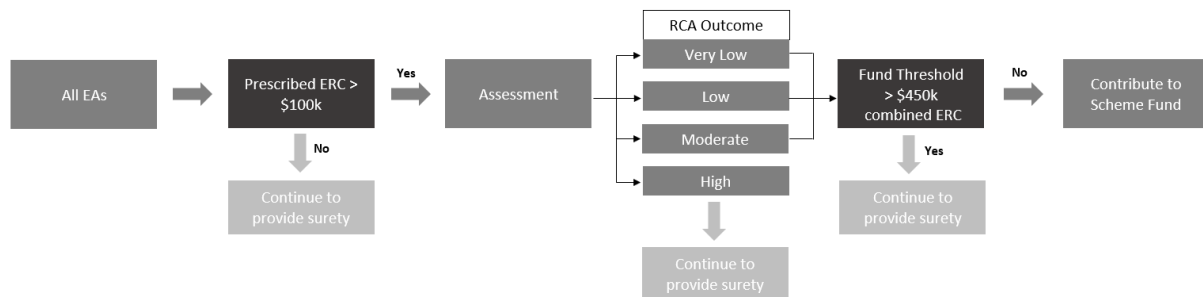 All EAs
Prescribed ERC >
$100k
Yes
No
Continue to
provide surety
Assessment
RCA Outcome
Very Low
Low
Moderate
High
Continue to
provide surety
Fund Threshold
> $450k
combined ERC
No
Yes
Continue to
provide surety
Contribute to
Scheme Fund